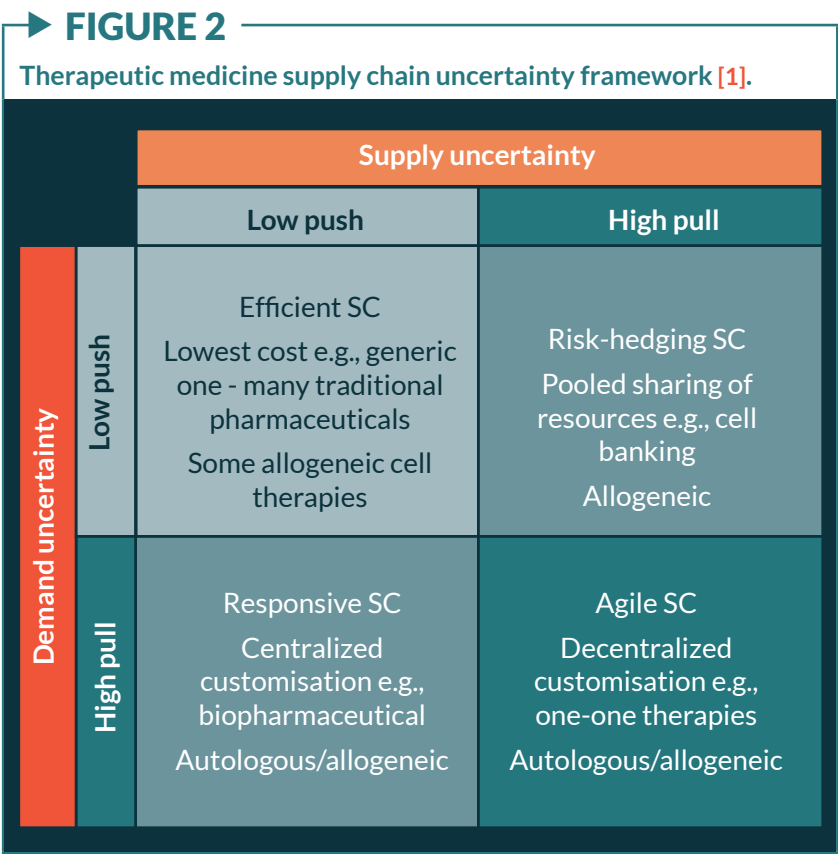 FIGURE 2
Therapeutic medicine supply chain uncertainty framework [1].
Supply uncertainty
Low push
High pull
Demand uncertainty
Low push
Efficient SC
Lowest cost e.g., generic
one - many traditional
pharmaceuticals
Some allogeneic cell
therapies
Risk-hedging SC
Pooled sharing of
resources e.g., cell
banking
Allogeneic
High pull
Responsive SC
Centralized
customisation e.g.,
biopharmaceutical
Autologous/allogeneic
Agile SC
Decentralized
customisation e.g.,
one-one therapies
Autologous/allogeneic